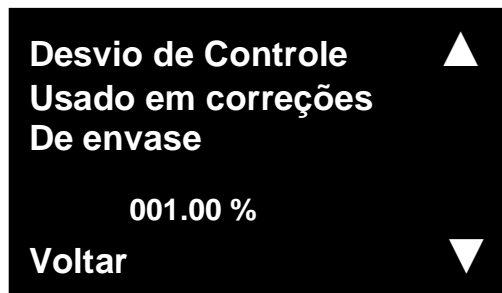 Desvio de Controle
Usado em correções
De envase
001.00 %
Voltar